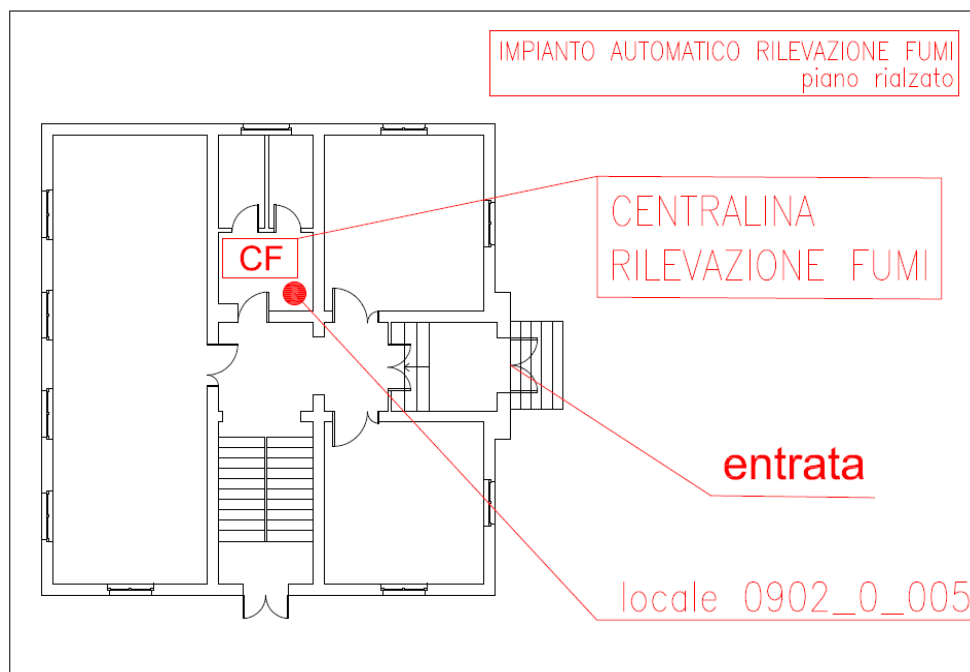 IMPIANTO AUTOMATICO RILEVAZIONE FUMI
piano rialzato
CENTRALINA
RILEVAZIONE FUMI
CF
entrata
locale 0902_0_005